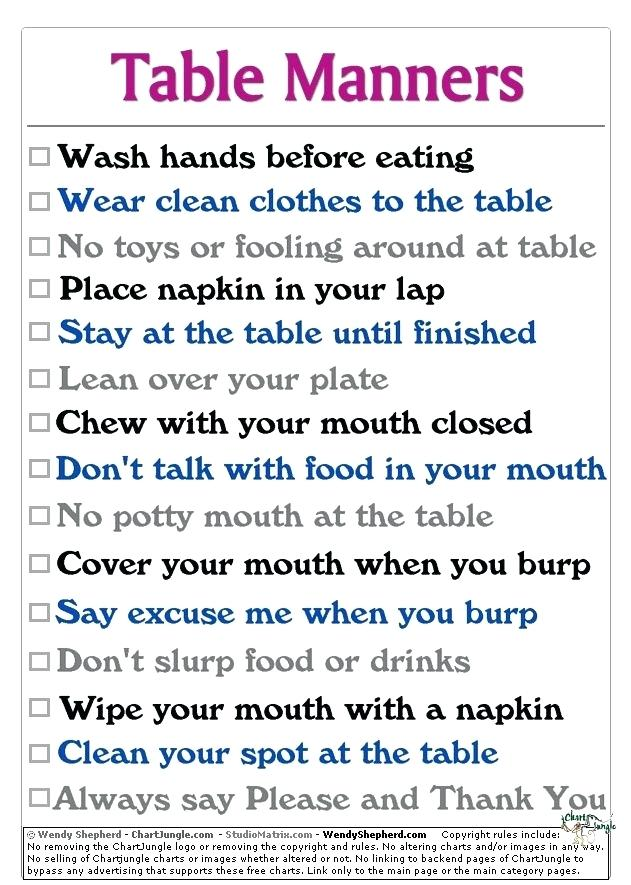 Table Manners
Wash hands before eating
Wear clean clothes to the table
No toys or fooling around at table
Place napkin in your lap
Stay at the table until finished
Lean over your plate
Chew with your mouth closed
Don't talk with food in your mouth
No potty mouth at the table
Cover your mouth when you burp
Say excuse me when you burp
Don't slurp food or drinks
Wipe your mouth with a napkin
Clean your spot at the table
Always say Please and Thank You
Chart Jungle
© Wendy Shepherd - ChartJungle.com - StudioMatrix.com - WendyShepherd.com Copyright rules include:
No removing the ChartJungle logo or removing the copyright and rules. No altering charts and/or images in any way.
No selling of Chartjungle charts or images whether altered or not. No linking to backend pages of ChartJungle to
bypass any advertising that supports these free charts. Link only to the main page or the main category pages.